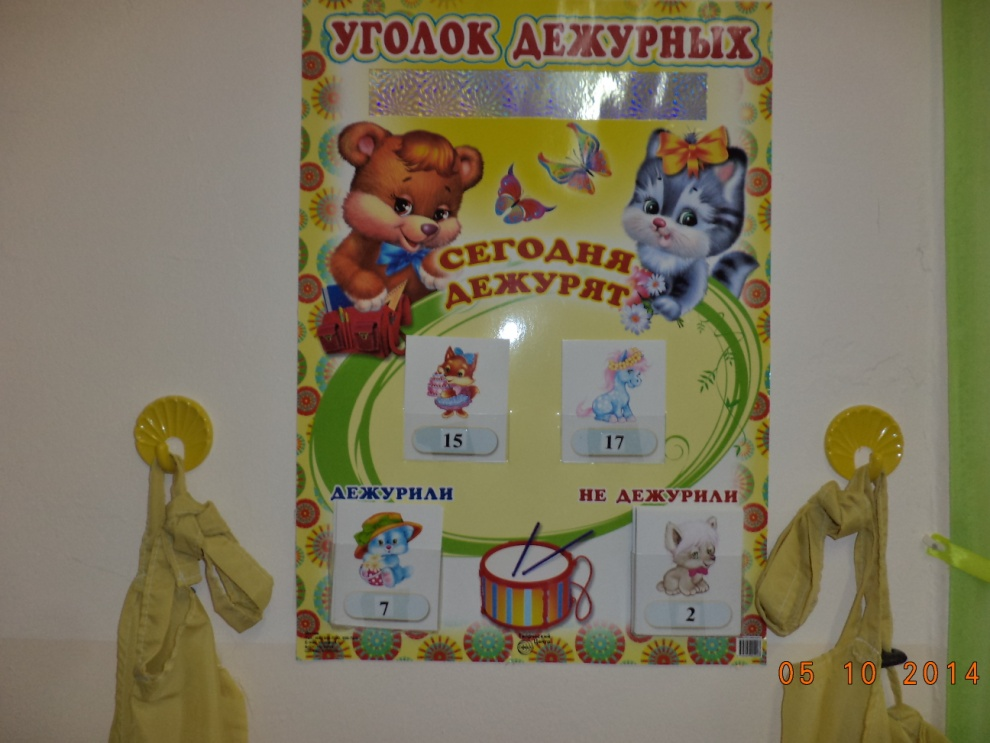 УГОЛОК ДЕЖУРНЫХ
СЕГОДНЯ
ДЕЖУРЯТ
15
17
ДЕЖУРИЛИ
НЕ ДЕЖУРИЛИ
7
2
05 10 2014